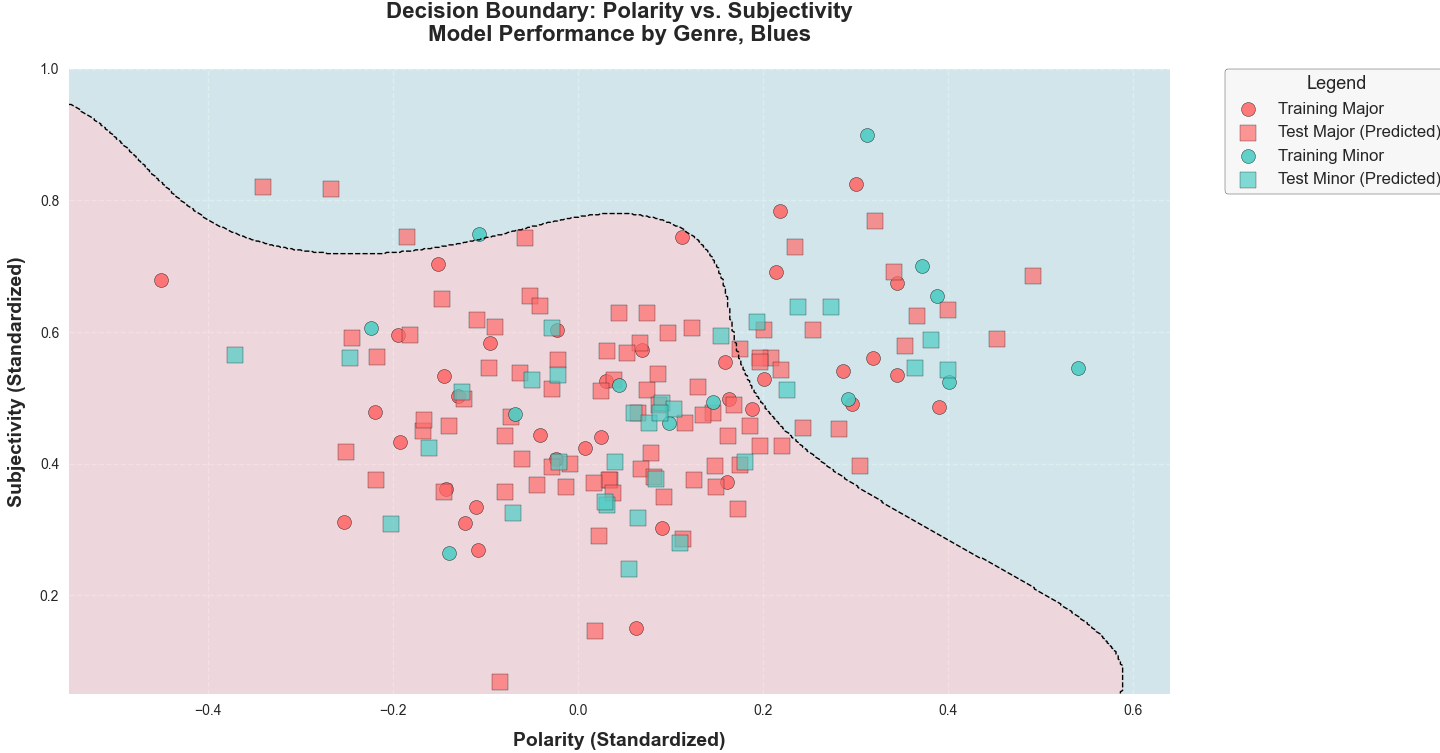 Decision Boundary: Polarity vs. Subjectivity
Model Performance by Genre, Blues
Subjectivity (Standardized)
1.0
0.8
0.6
0.4
0.2
−0.4
−0.2
0.0
0.2
0.4
0.6
Polarity (Standardized)
Legend
Training Major
Test Major (Predicted)
Training Minor
Test Minor (Predicted)